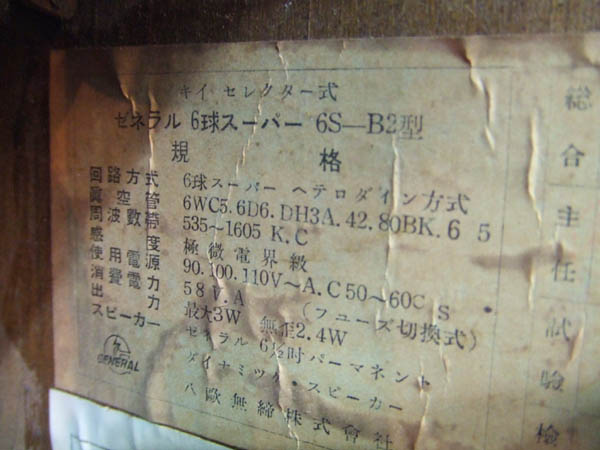 キイ セレクター式
ゼネラル 6球スーパー 6S—B2型
規 格
回路方式 6球スーパー ヘテロダイン方式
眞空管 6WC5.6D6.DH3A.42.80BK.6 5
周波数帯 535~1605 K.C
感度 極微電界級
使用電源 90.100.110V~A.C 50~60C S
消費電力 58 V.A (フューズ切換式)
出力 最大3W 無歪2.4W
スピーカー ゼネラル 6½吋パーマネント
ダイナミツク・スピーカー
八歐無線株式會社
GENERAL
総合主任試験検